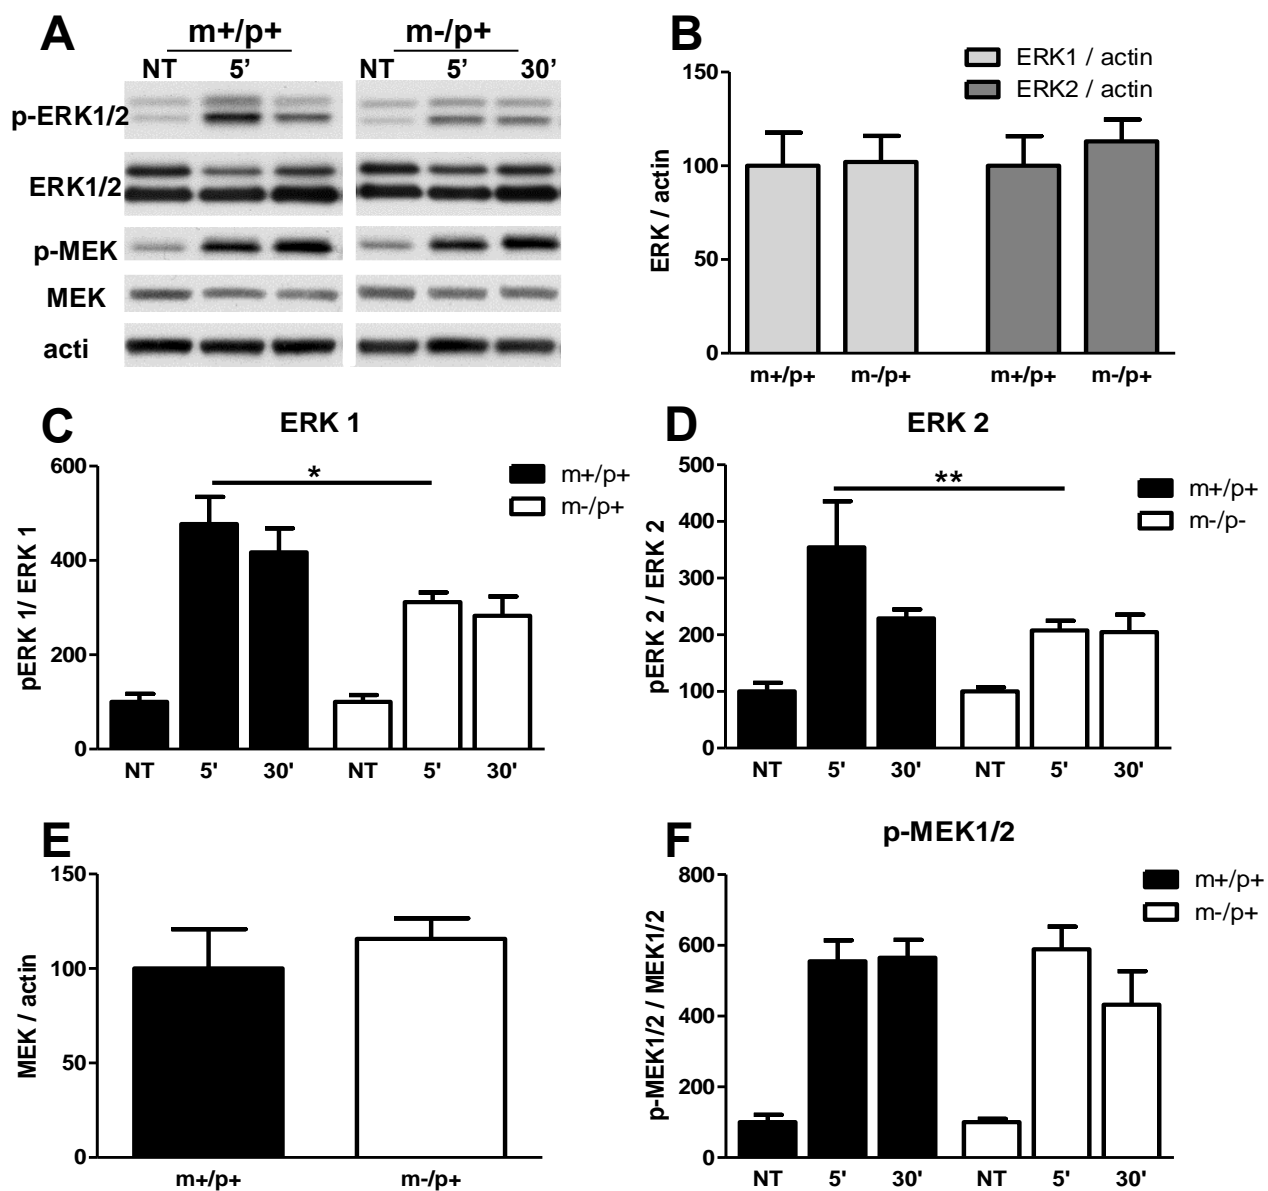 A
m+/p+ m-/p+
NT 5’ NT 5’ 30’
p-ERK1/2
ERK1/2
p-MEK
MEK
acti
B
ERK1 / actin
ERK2 / actin
ERK / actin
150
100
50
0
m+/p+ m-/p+ m+/p+ m-/p+
C
ERK 1
m+/p+
m-/p+
*
pERK 1/ ERK 1
600
400
200
0
NT 5' 30' NT 5' 30'
D
ERK 2
m+/p+
m-/p-
**
pERK 2 / ERK 2
500
400
300
200
100
0
NT 5' 30' NT 5' 30'
E
MEK / actin
150
100
50
0
m+/p+ m-/p+
F
p-MEK1/2
m+/p+
m-/p+
p-MEK1/2 / MEK1/2
800
600
400
200
0
NT 5' 30' NT 5' 30'